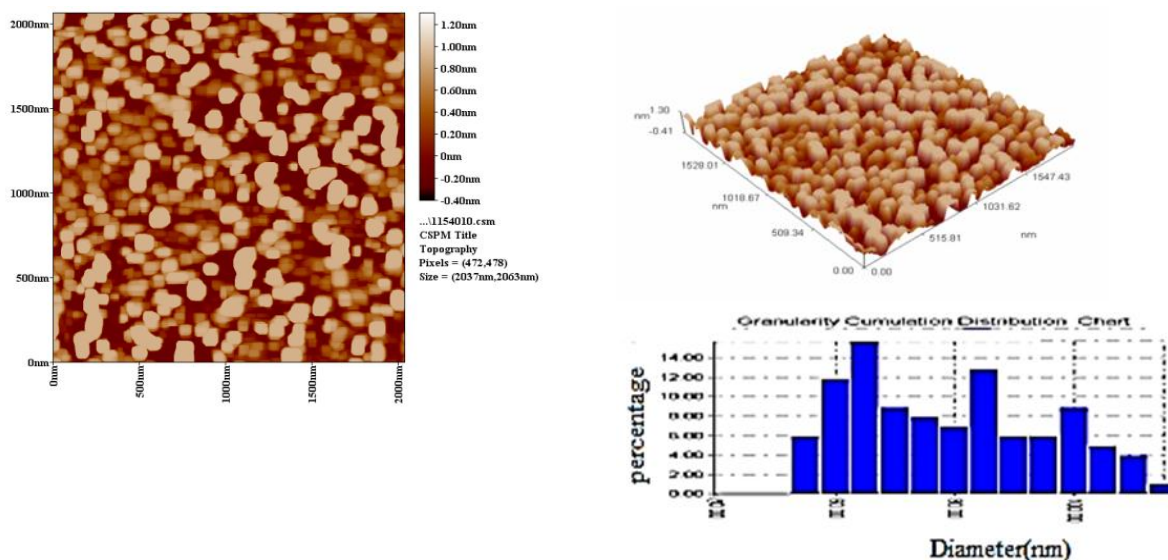 2000nm
1500nm
1000nm
500nm
0nm
0nm
500nm
1000nm
1500nm
2000nm
1.20nm
1.00nm
0.80nm
0.60nm
0.40nm
0.20nm
0nm
-0.20nm
-0.40nm
...\1154010.csm
CSPM Title
Topography
Pixels = (472,478)
Size = (2037nm,2063nm)
1.30
nm
-0.41
1528.01
1018.67
nm
509.34
0.00
0.00
515.81
1031.62
nm
1547.43
Granularity Cumulation Distribution Chart
percentage
14.00
12.00
10.00
8.00
6.00
4.00
2.00
0.00
Diameter(nm)